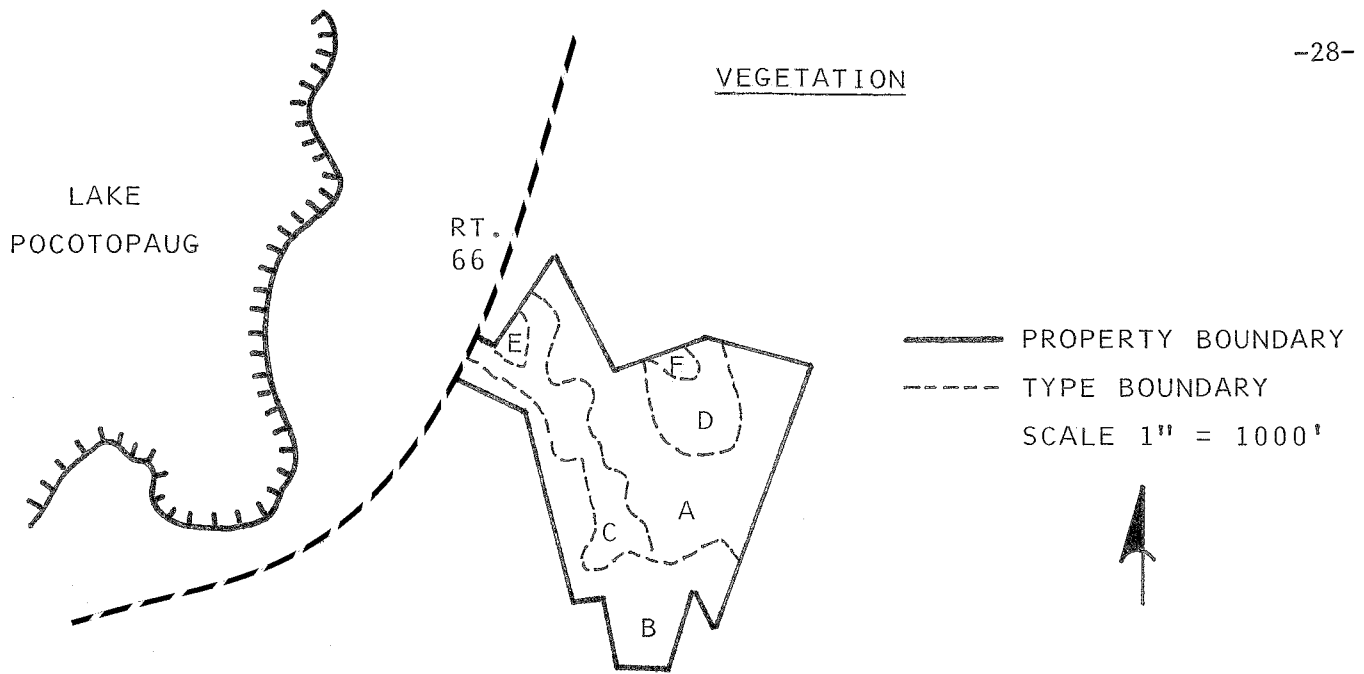 -28-
VEGETATION
LAKE
POCOTOPAUG
RT.
66
E
F
D
A
C
B
PROPERTY BOUNDARY
TYPE BOUNDARY
SCALE 1" = 1000'